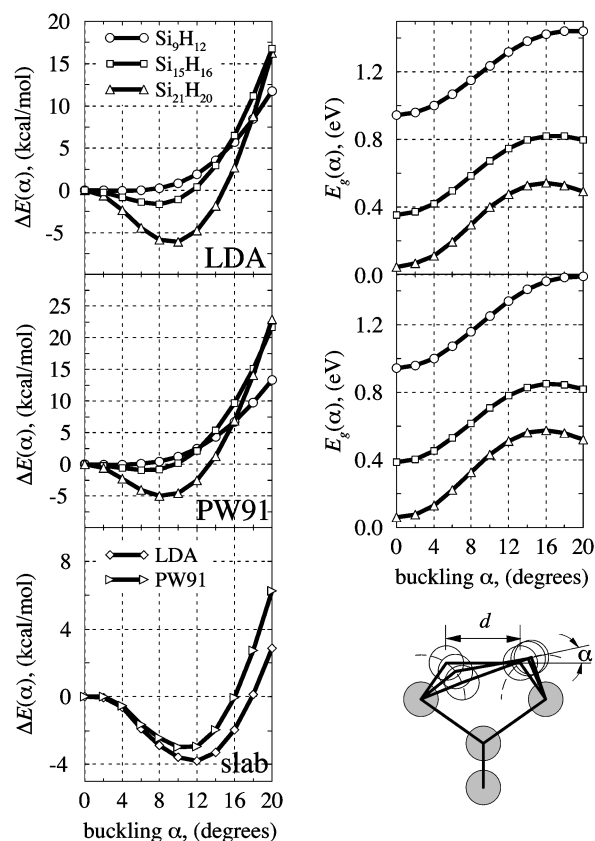 20
15
10
5
0
-5
ΔE(α), (kcal/mol)
Si₉H₁₂
Si₁₅H₁₆
Si₂₁H₂₀
LDA
25
20
15
10
5
0
-5
ΔE(α), (kcal/mol)
PW91
8
4
0
-4
ΔE(α), (kcal/mol)
LDA
PW91
slab
0 4 8 12 16 20
buckling α, (degrees)
1.2
0.8
0.4
0.0
E_g(α), (eV)
1.2
0.8
0.4
0.0
E_g(α), (eV)
0 4 8 12 16 20
buckling α, (degrees)
d
α